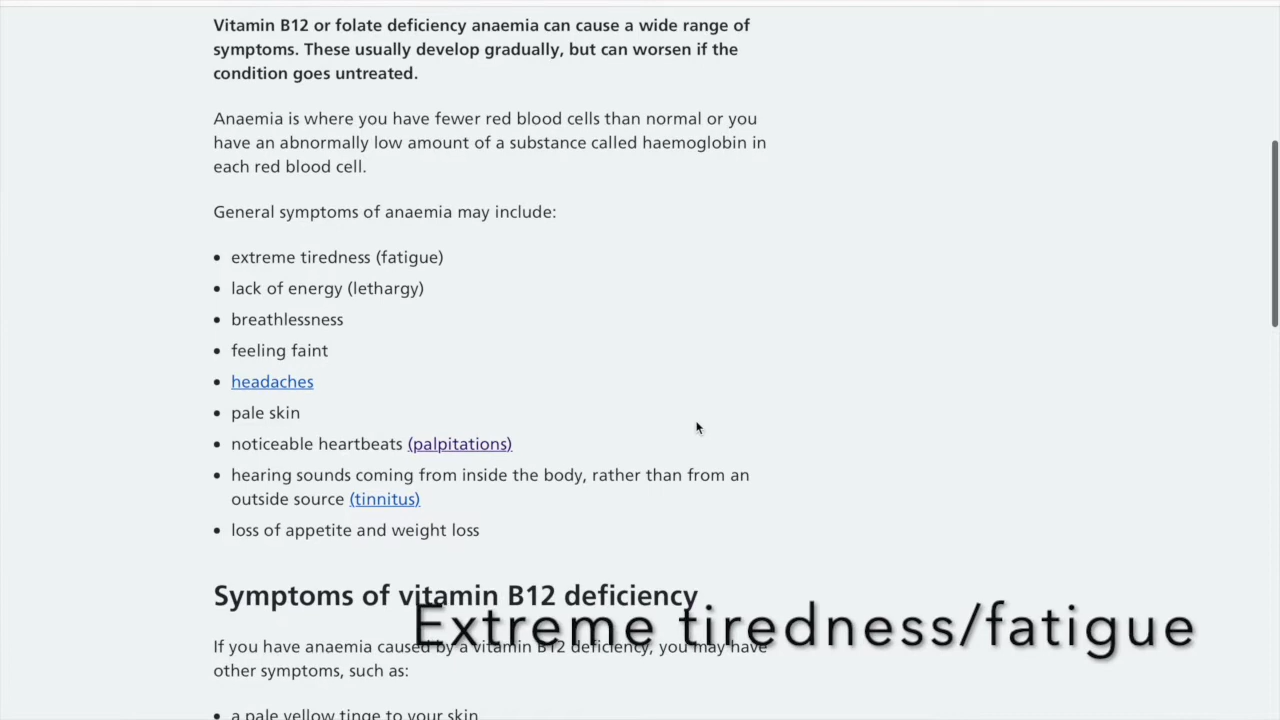 Vitamin B12 or folate deficiency anaemia can cause a wide range of
symptoms. These usually develop gradually, but can worsen if the
condition goes untreated.
Anaemia is where you have fewer red blood cells than normal or you
have an abnormally low amount of a substance called haemoglobin in
each red blood cell.
General symptoms of anaemia may include:
• extreme tiredness (fatigue)
• lack of energy (lethargy)
• breathlessness
• feeling faint
• headaches
• pale skin
• noticeable heartbeats (palpitations)
• hearing sounds coming from inside the body, rather than from an
outside source (tinnitus)
• loss of appetite and weight loss
Symptoms of vitamin B12 deficiency
Extreme tiredness/fatigue
If you have anaemia caused by a vitamin B12 deficiency, you may have
other symptoms, such as:
• a pale yellow tinge to your skin